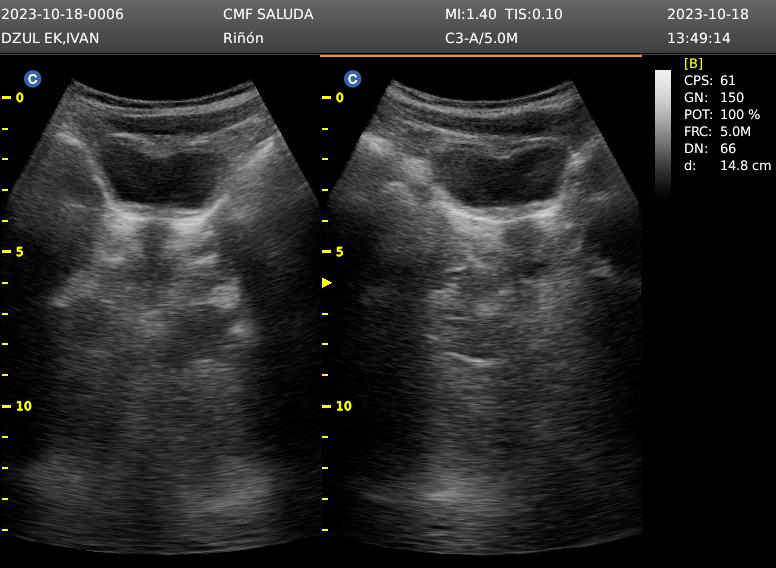 2023-10-18-0006 CMF SALUDA MI:1.40 TIS:0.10 2023-10-18
DZUL EK,IVAN Riñón C3-A/5.0M 13:49:14
C C [B]
0 0 CPS: 61
GN: 150
POT: 100 %
FRC: 5.0M
DN: 66
d: 14.8 cm
5 5
10 10